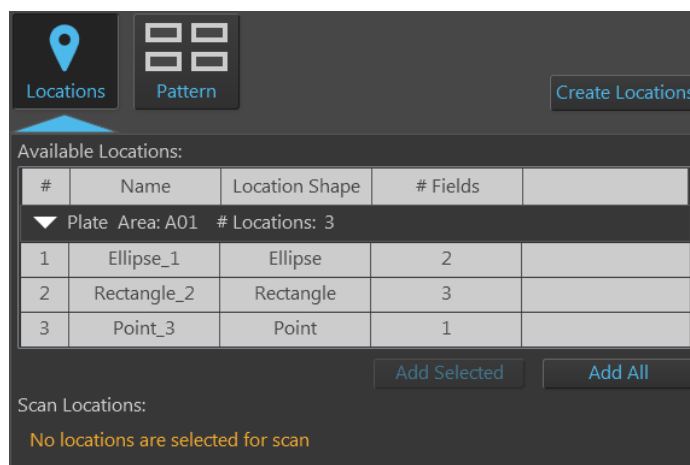 Locations Pattern
Create Locations
Available Locations:
# Name Location Shape # Fields
Plate Area: A01 # Locations: 3
1 Ellipse_1 Ellipse 2
2 Rectangle_2 Rectangle 3
3 Point_3 Point 1
Add Selected Add All
Scan Locations:
No locations are selected for scan